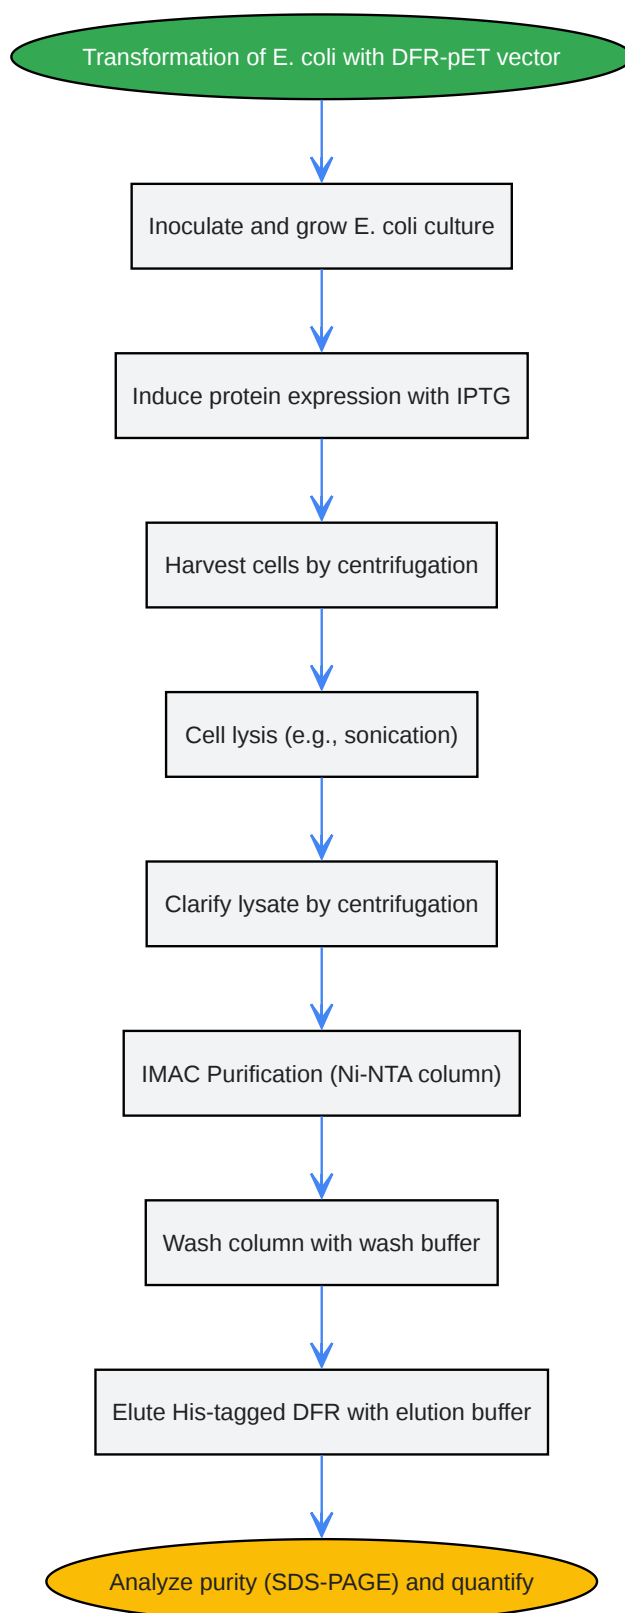 Transformation of E. coli with DFR-pET vector
Inoculate and grow E. coli culture
Induce protein expression with IPTG
Harvest cells by centrifugation
Cell lysis (e.g., sonication)
Clarify lysate by centrifugation
IMAC Purification (Ni-NTA column)
Wash column with wash buffer
Elute His-tagged DFR with elution buffer
Analyze purity (SDS-PAGE) and quantify